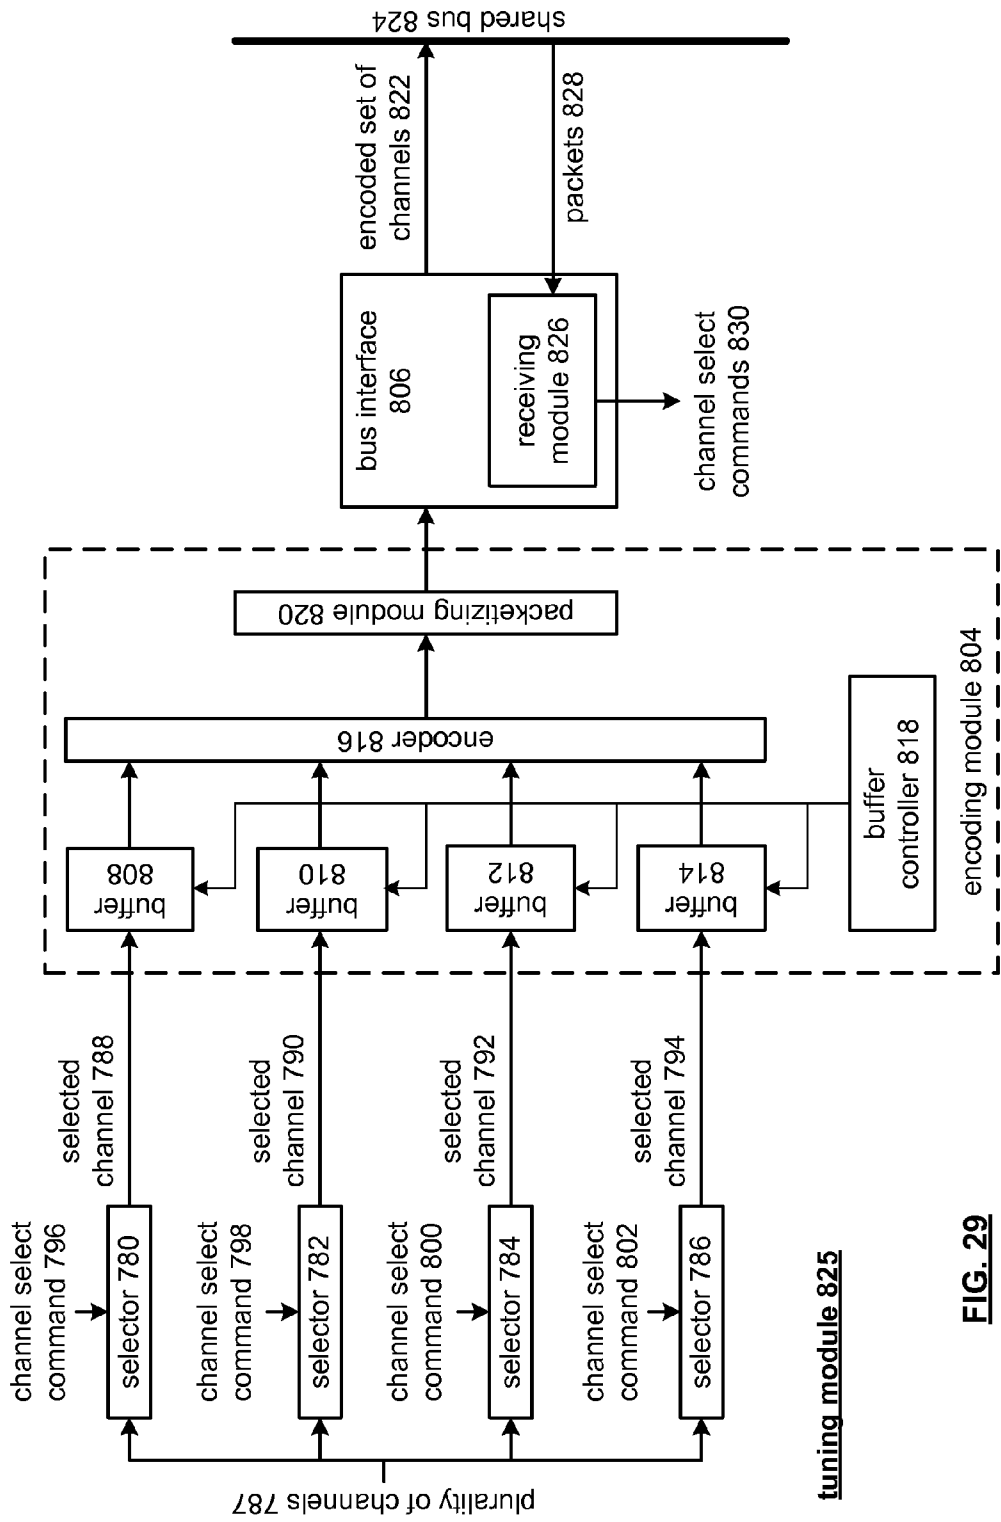 plurality of channels 787
channel select
command 796
selector 780
selected
channel 788
channel select
command 798
selector 782
selected
channel 790
channel select
command 800
selector 784
selected
channel 792
channel select
command 802
selector 786
selected
channel 794
buffer
808
buffer
810
buffer
812
buffer
814
encoder 816
buffer
controller 818
packetizing module 820
encoding module 804
bus interface
806
receiving
module 826
channel select
commands 830
encoded set of
channels 822
packets 828
shared bus 824
tuning module 825
FIG. 29